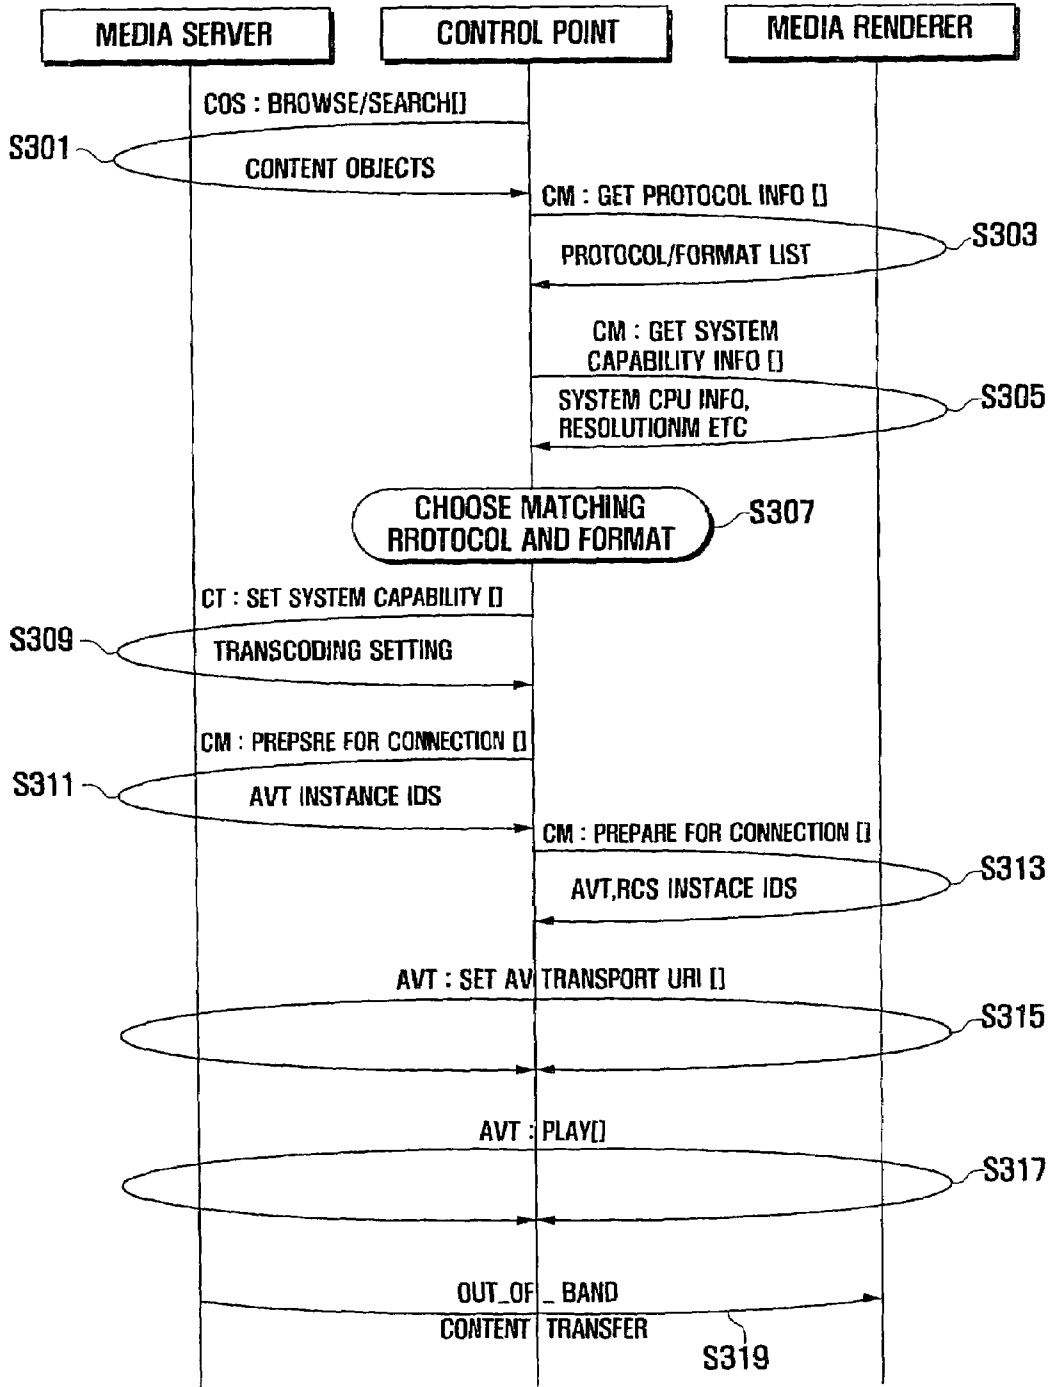 MEDIA SERVER
CONTROL POINT
MEDIA RENDERER
COS : BROWSE/SEARCH[]
S301
CONTENT OBJECTS
CM : GET PROTOCOL INFO []
S303
PROTOCOL/FORMAT LIST
CM : GET SYSTEM
CAPABILITY INFO []
S305
SYSTEM CPU INFO,
RESOLUTIONM ETC
CHOOSE MATCHING
RROTOCOL AND FORMAT
S307
CT : SET SYSTEM CAPABILITY []
S309
TRANSCODING SETTING
CM : PREPSRE FOR CONNECTION []
S311
AVT INSTANCE IDS
CM : PREPARE FOR CONNECTION []
S313
AVT,RCS INSTACE IDS
AVT : SET AV TRANSPORT URI []
S315
AVT : PLAY[]
S317
OUT_OF _ BAND
CONTENT TRANSFER
S319